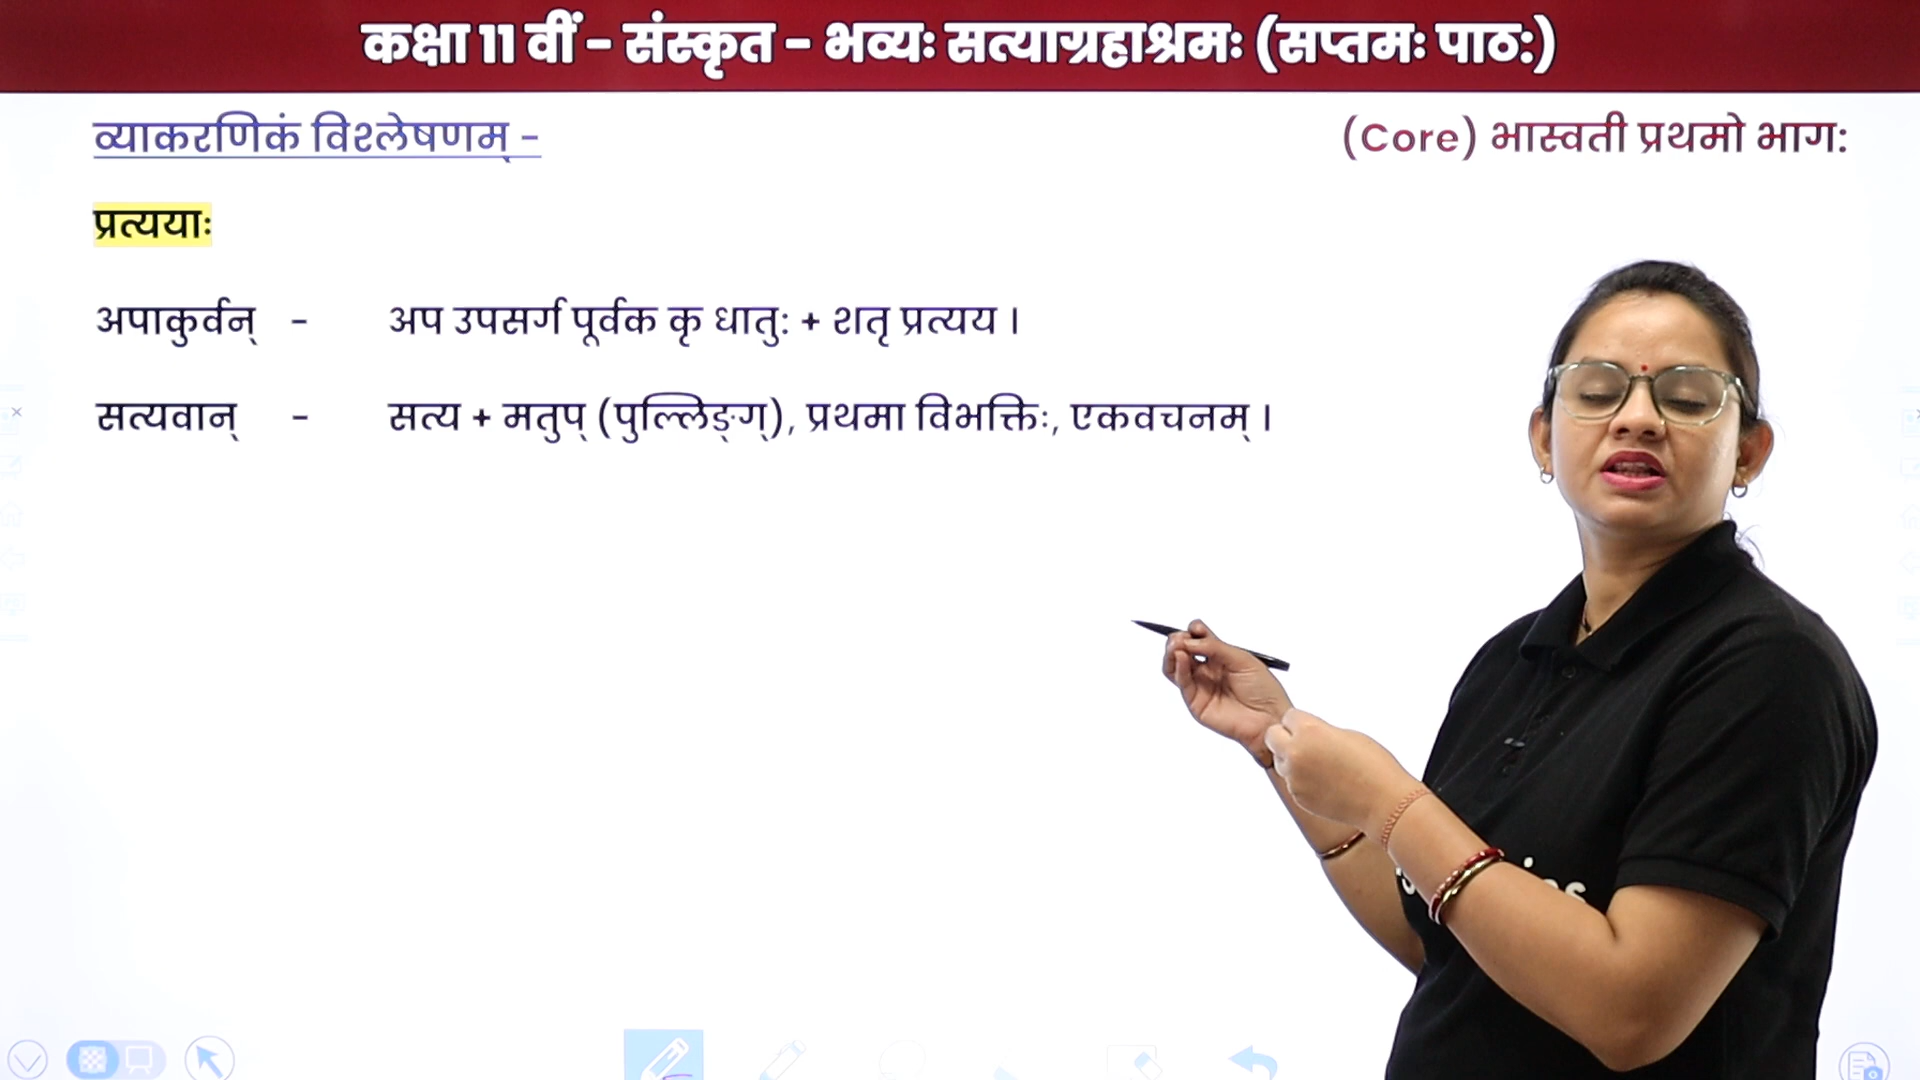 कक्षा 11 वीं - संस्कृत - भव्यः सत्याग्रहाश्रमः (सप्तमः पाठः)
व्याकरणिकं विश्लेषणम् -
(Core) भास्वती प्रथमो भाग:
प्रत्ययाः
अपाकुर्वन् - अप उपसर्ग पूर्वक कृ धातु: + शतृ प्रत्यय ।
सत्यवान् - सत्य + मतुप् (पुल्लिङ्ग्), प्रथमा विभक्तिः, एकवचनम् ।